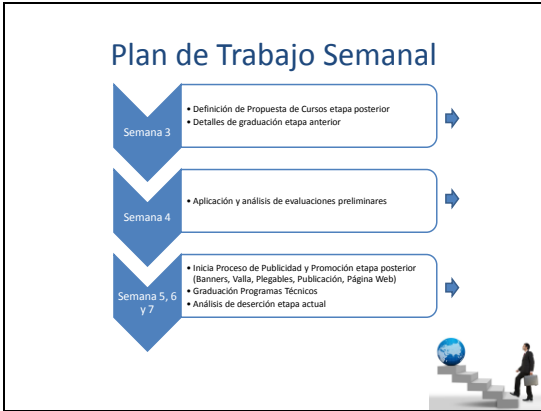 Plan de Trabajo Semanal
Semana 3
• Definición de Propuesta de Cursos etapa posterior
• Detalles de graduación etapa anterior
Semana 4
• Aplicación y análisis de evaluaciones preliminares
Semana 5, 6
y 7
• Inicia Proceso de Publicidad y Promoción etapa posterior
(Banners, Valla, Plegables, Publicación, Página Web)
• Graduación Programas Técnicos
• Análisis de deserción etapa actual